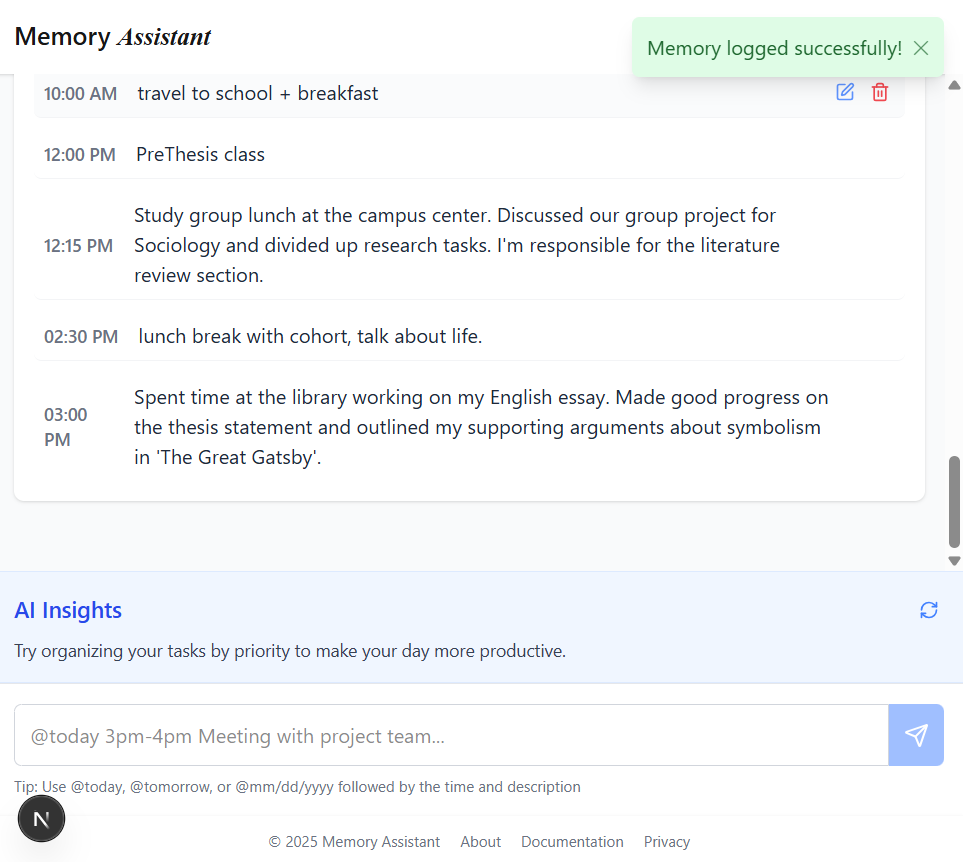 Memory Assistant
Memory logged successfully!
10:00 AM travel to school + breakfast
12:00 PM PreThesis class
12:15 PM Study group lunch at the campus center. Discussed our group project for
Sociology and divided up research tasks. I'm responsible for the literature
review section.
02:30 PM lunch break with cohort, talk about life.
03:00
PM
Spent time at the library working on my English essay. Made good progress on
the thesis statement and outlined my supporting arguments about symbolism
in 'The Great Gatsby'.
AI Insights
Try organizing your tasks by priority to make your day more productive.
@today 3pm-4pm Meeting with project team...
Tip: Use @today, @tomorrow, or @mm/dd/yyyy followed by the time and description
N
© 2025 Memory Assistant About Documentation Privacy